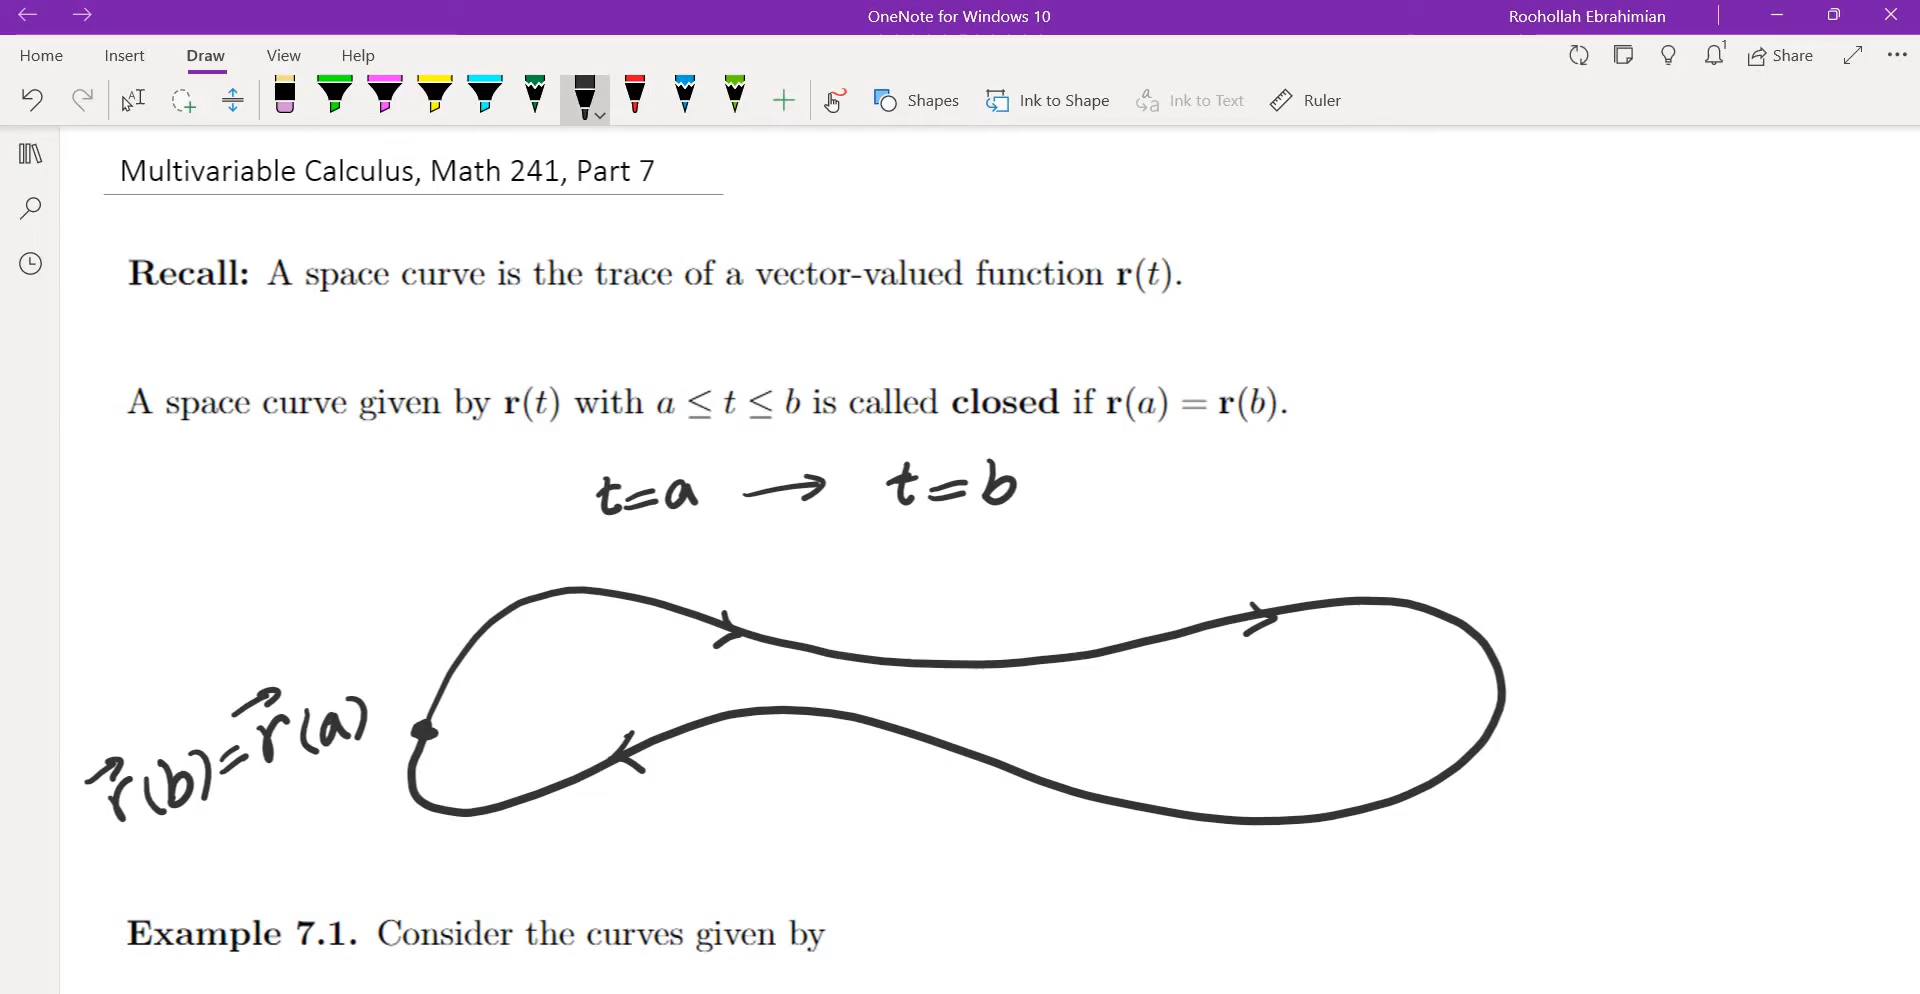 OneNote for Windows 10
Roohollah Ebrahimian
Home Insert Draw View Help
1 Share
Shapes Ink to Shape Ink to Text Ruler
Multivariable Calculus, Math 241, Part 7
Recall: A space curve is the trace of a vector-valued function r(t).
A space curve given by r(t) with a ≤ t ≤ b is called closed if r(a) = r(b).
t=a → t=b
r⃗(b)=r⃗(a)
Example 7.1. Consider the curves given by